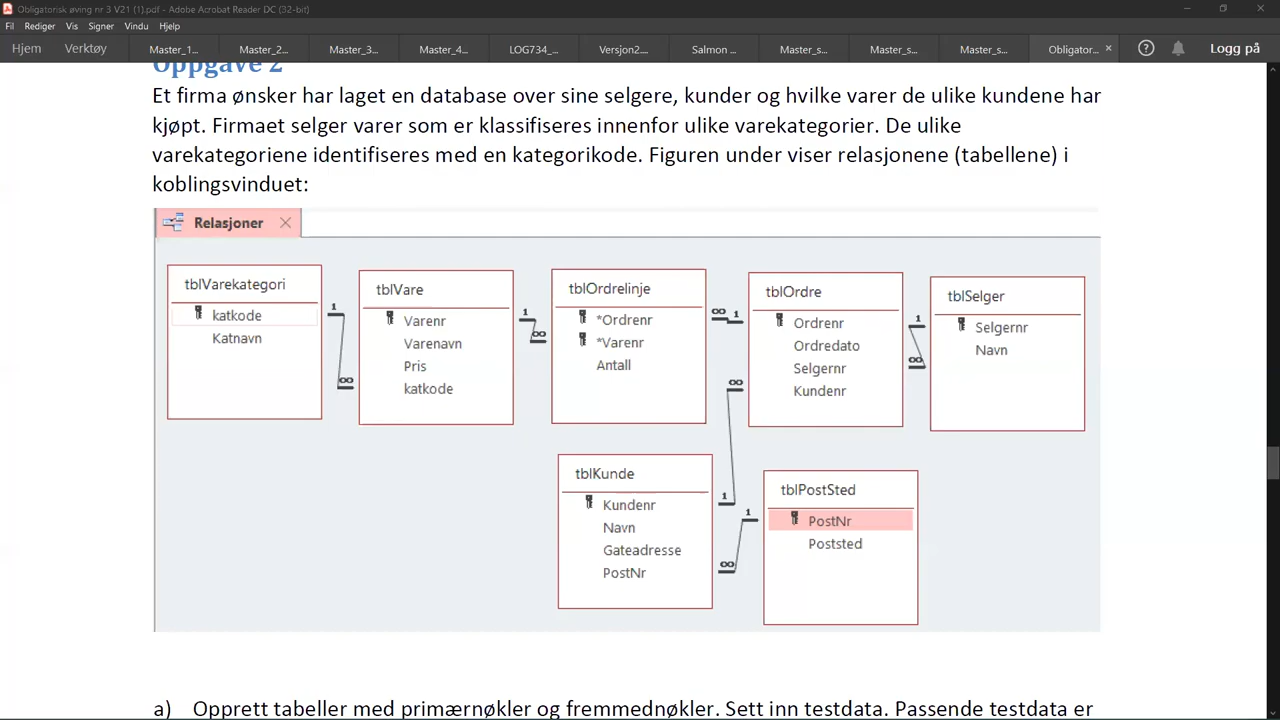 Obligatorisk øving nr 3 V21 (1).pdf - Adobe Acrobat Reader DC (32-bit)
Fil Rediger Vis Signer Vindu Hjelp
Hjem Verktøy Master_1... Master_2... Master_3... Master_4... LOG734_... Versjon2.... Salmon ... Master_s... Master_s... Master_s... Obligator... × Logg på
Oppgave 2
Et firma ønsker har laget en database over sine selgere, kunder og hvilke varer de ulike kundene har
kjøpt. Firmaet selger varer som er klassifiseres innenfor ulike varekategorier. De ulike
varekategoriene identifiseres med en kategorikode. Figuren under viser relasjonene (tabellene) i
koblingsvinduet:
Relasjoner
tblVarekategori
katkode
Katnavn
1
∞
tblVare
Varenr
Varenavn
Pris
katkode
1
∞
tblOrdrelinje
*Ordrenr
*Varenr
Antall
∞ 1
tblOrdre
Ordrenr
Ordredato
Selgernr
Kundenr
1
∞
tblSelger
Selgernr
Navn
∞
1
tblKunde
Kundenr
Navn
Gateadresse
PostNr
1
∞
tblPostSted
PostNr
Poststed
a) Opprett tabeller med primærnøkler og fremmednøkler. Sett inn testdata. Passende testdata er